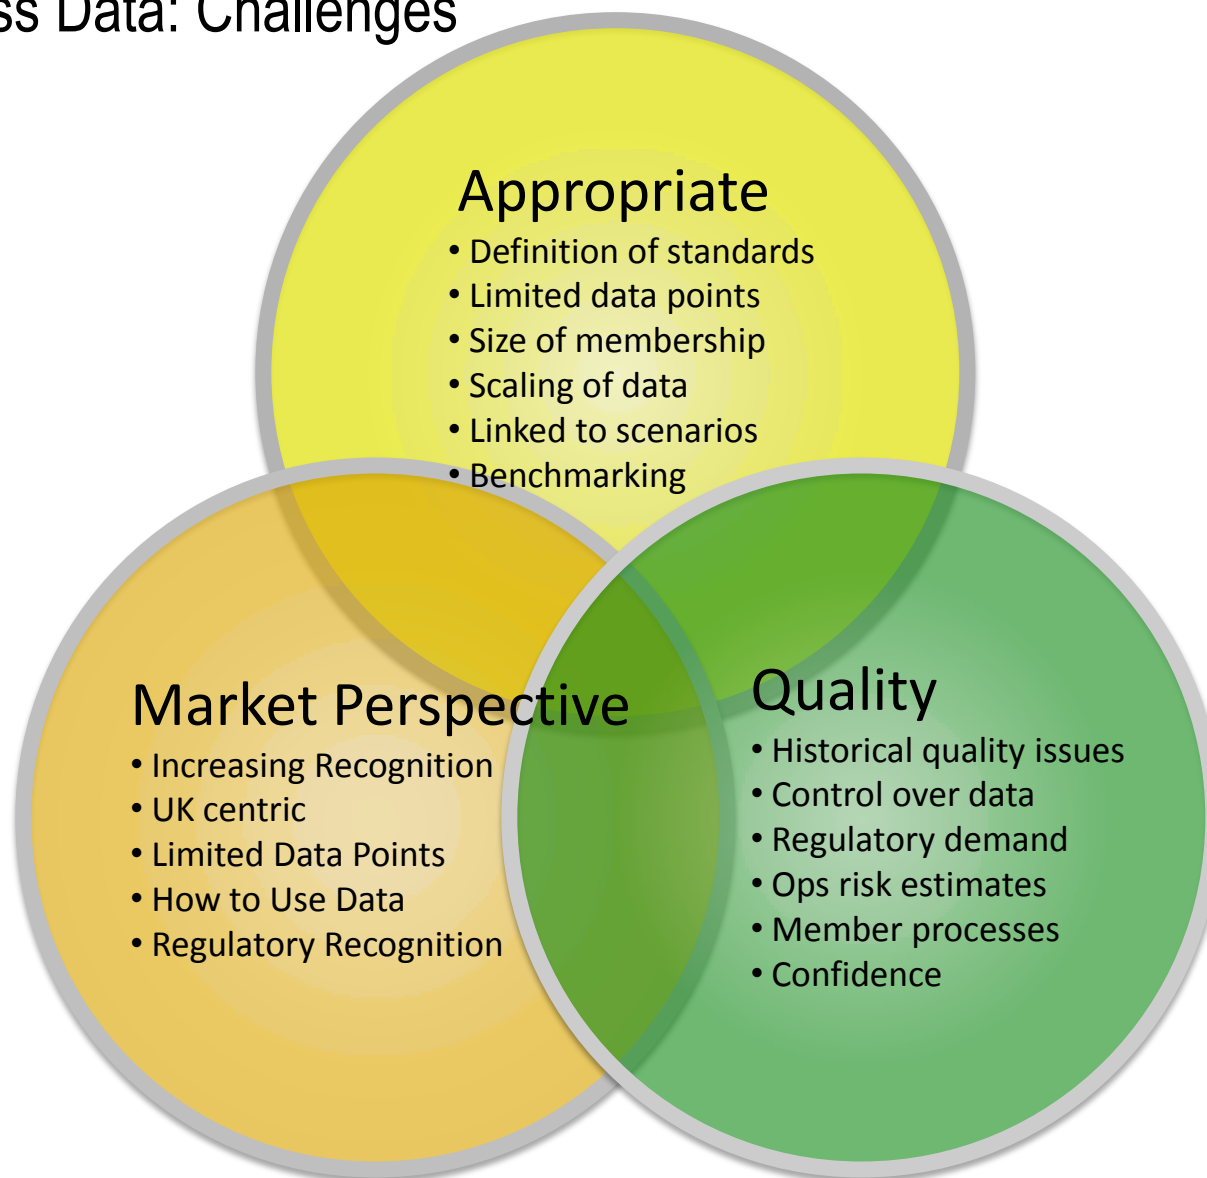 ss Data: Challenges
Appropriate
• Definition of standards
• Limited data points
• Size of membership
• Scaling of data
• Linked to scenarios
• Benchmarking
Market Perspective
• Increasing Recognition
• UK centric
• Limited Data Points
• How to Use Data
• Regulatory Recognition
Quality
• Historical quality issues
• Control over data
• Regulatory demand
• Ops risk estimates
• Member processes
• Confidence